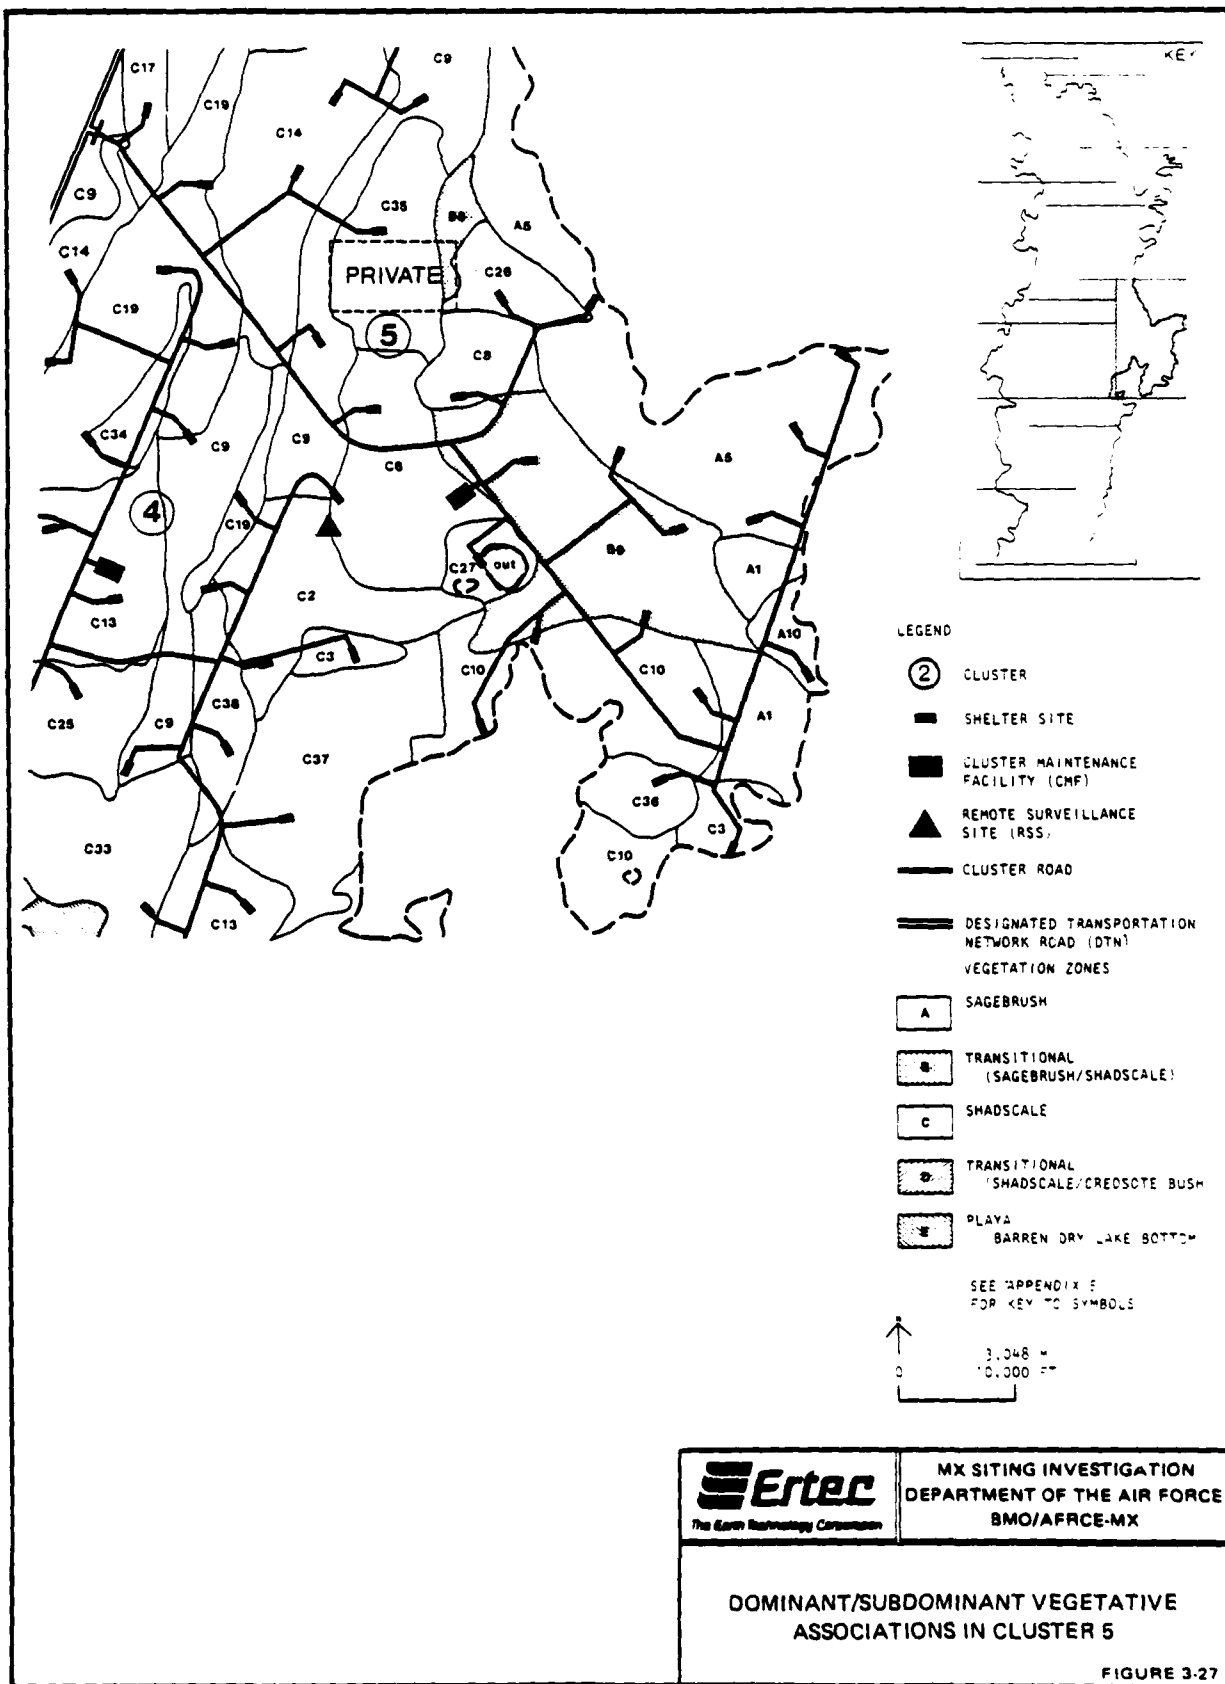 C17
C9
KEY
C19
C14
C9
C35
A5
C14
PRIVATE
C26
C19
5
C8
C34
C9
C9
C6
A5
4
C19
C27
out
A1
C2
C13
A10
C3
C10
C10
C25
C9
C38
A1
C37
C36
C3
C33
C10
C13
LEGEND
2 CLUSTER
SHELTER SITE
CLUSTER MAINTENANCE
FACILITY (CMF)
REMOTE SURVEILLANCE
SITE (RSS)
CLUSTER ROAD
DESIGNATED TRANSPORTATION
NETWORK ROAD (DTN)
VEGETATION ZONES
A SAGEBRUSH
B TRANSITIONAL
(SAGEBRUSH/SHADSCALE)
C SHADSCALE
D TRANSITIONAL
(SHADSCALE/CREOSOTE BUSH
E PLAYA
BARREN DRY LAKE BOTTOM
SEE APPENDIX
FOR KEY TO SYMBOLS
3,048 M
0 10,000 FT
Ertec
The Earth Technology Corporation
MX SITING INVESTIGATION
DEPARTMENT OF THE AIR FORCE
BMO/AFRCE-MX
DOMINANT/SUBDOMINANT VEGETATIVE
ASSOCIATIONS IN CLUSTER 5
FIGURE 3-27